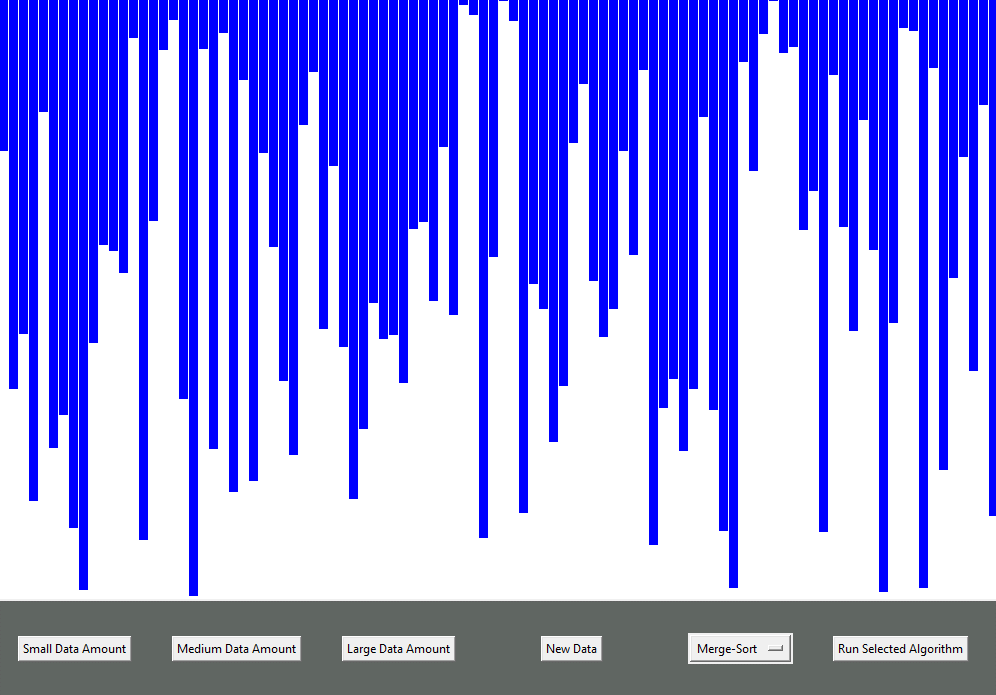 Small Data Amount
Medium Data Amount
Large Data Amount
New Data
Merge-Sort
Run Selected Algorithm